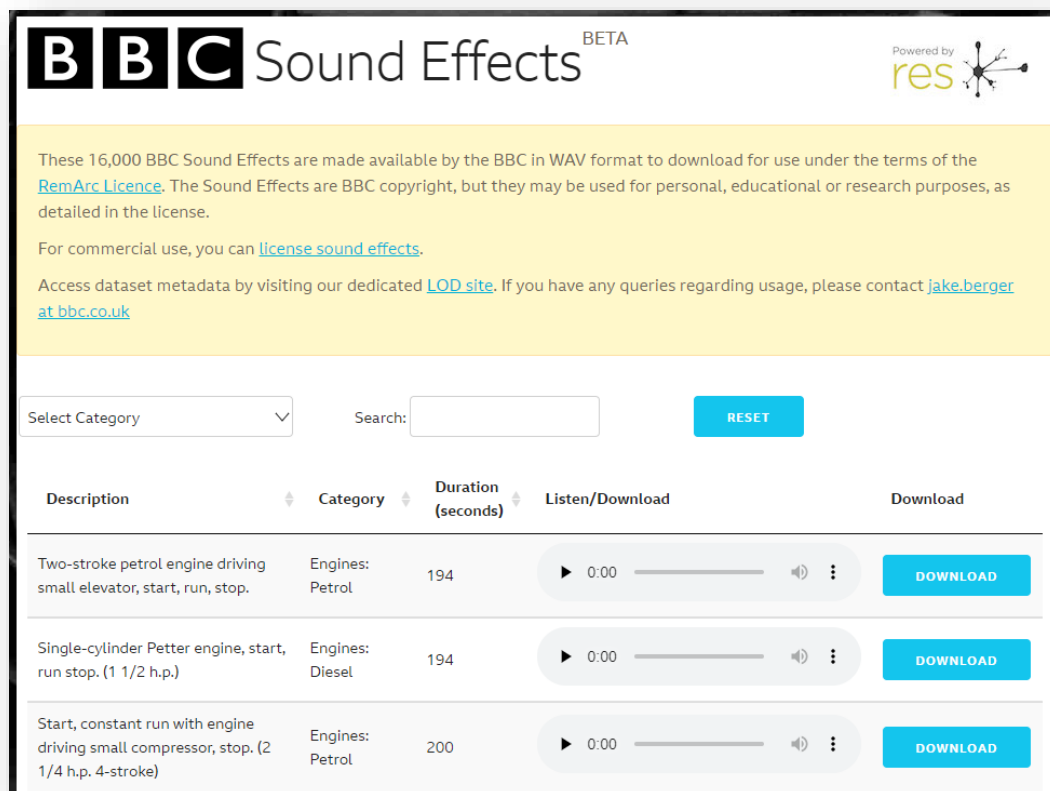 BBC Sound Effects BETA
Powered by
res
These 16,000 BBC Sound Effects are made available by the BBC in WAV format to download for use under the terms of the
RemArc Licence. The Sound Effects are BBC copyright, but they may be used for personal, educational or research purposes, as
detailed in the license.
For commercial use, you can license sound effects.
Access dataset metadata by visiting our dedicated LOD site. If you have any queries regarding usage, please contact jake.berger
at bbc.co.uk
Select Category
Search:
RESET
Description
Category
Duration
(seconds)
Listen/Download
Download
Two-stroke petrol engine driving
small elevator, start, run, stop.
Engines:
Petrol
194
0:00
DOWNLOAD
Single-cylinder Petter engine, start,
run stop. (1 1/2 h.p.)
Engines:
Diesel
194
0:00
DOWNLOAD
Start, constant run with engine
driving small compressor, stop. (2
1/4 h.p. 4-stroke)
Engines:
Petrol
200
0:00
DOWNLOAD